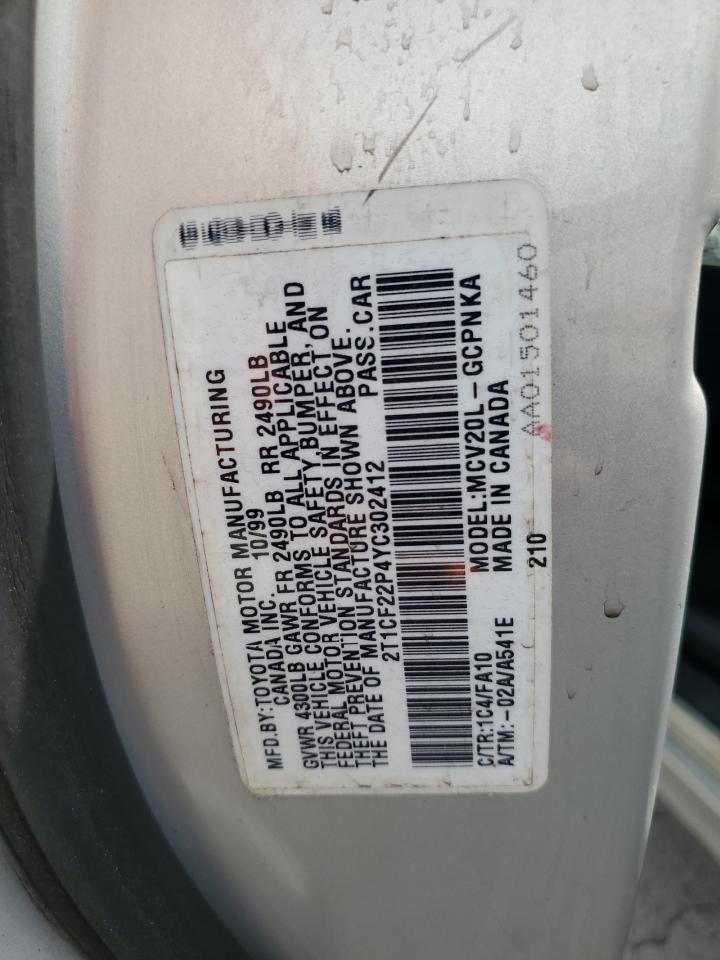 MFD.BY:TOYOTA MOTOR MANUFACTURING
CANADA INC. 10/99
GVWR 4300LB GAWR FR 2490LB RR 2490LB
THIS VEHICLE CONFORMS TO ALL APPLICABLE
FEDERAL MOTOR VEHICLE SAFETY, BUMPER, AND
THEFT PREVENTION STANDARDS IN EFFECT ON
THE DATE OF MANUFACTURE SHOWN ABOVE.
2T1CF22P4YC302412 PASS.CAR
C/TR:1C4/FA10 MODEL:MCV20L-GCPNKA
A/TM:-02A/A541E MADE IN CANADA
210
AA01501460